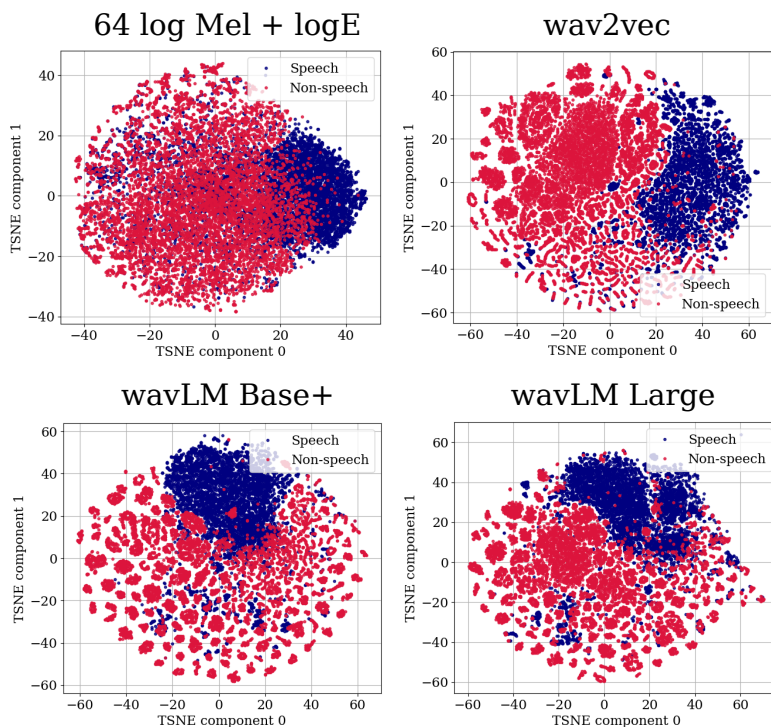 64 log Mel + logE
wav2vec
Speech
Non-speech
40
20
0
−20
−40
TSNE component 1
−40
−20
0
20
40
TSNE component 0
60
40
20
0
−20
−40
−60
TSNE component 1
Speech
Non-speech
−60
−40
−20
0
20
40
60
TSNE component 0
wavLM Base+
wavLM Large
Speech
Non-speech
60
40
20
0
−20
−40
−60
TSNE component 1
−60
−40
−20
0
20
40
60
TSNE component 0
Speech
Non-speech
60
40
20
0
−20
−40
−60
TSNE component 1
−60
−40
−20
0
20
40
60
TSNE component 0